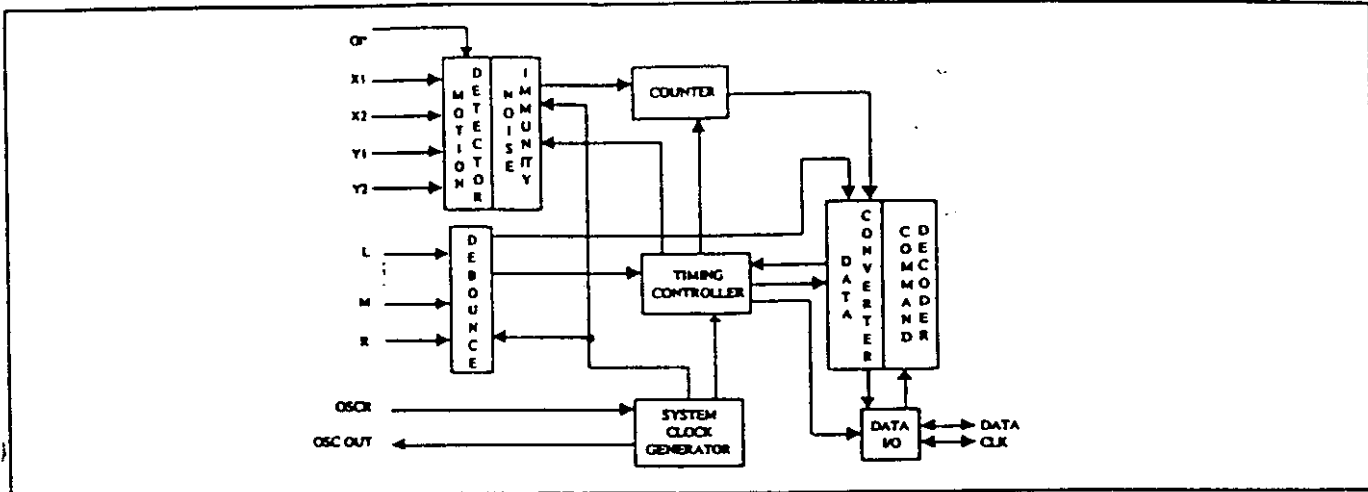 OP
X1
X2
Y1
Y2
MOTION
DETECTOR
NOISE
IMMUNITY
COUNTER
L
M
R
DEBOUNCE
TIMING
CONTROLLER
DATA
CONVERTER
COMMAND
DECODER
OSCR
OSC OUT
SYSTEM
CLOCK
GENERATOR
DATA
I/O
DATA
CLK